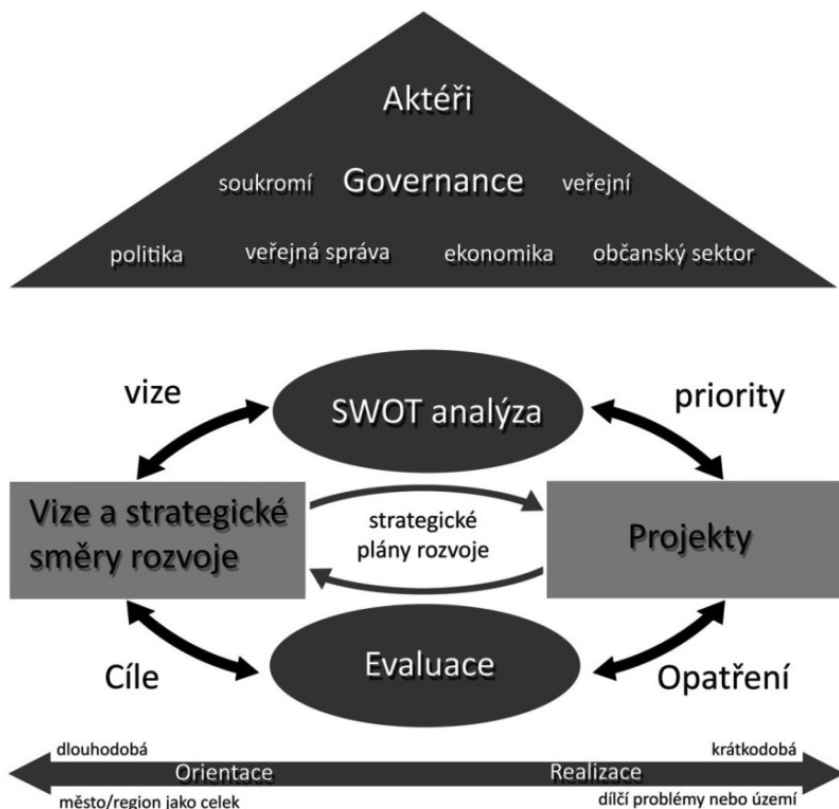 Aktéři
soukromí Governance veřejní
politika veřejná správa ekonomika občanský sektor
vize SWOT analýza priority
Vize a strategické
směry rozvoje
strategické
plány rozvoje
Projekty
Cíle Evaluace Opatření
dlouhodobá krátkodobá
Orientace Realizace
město/region jako celek dílčí problémy nebo území